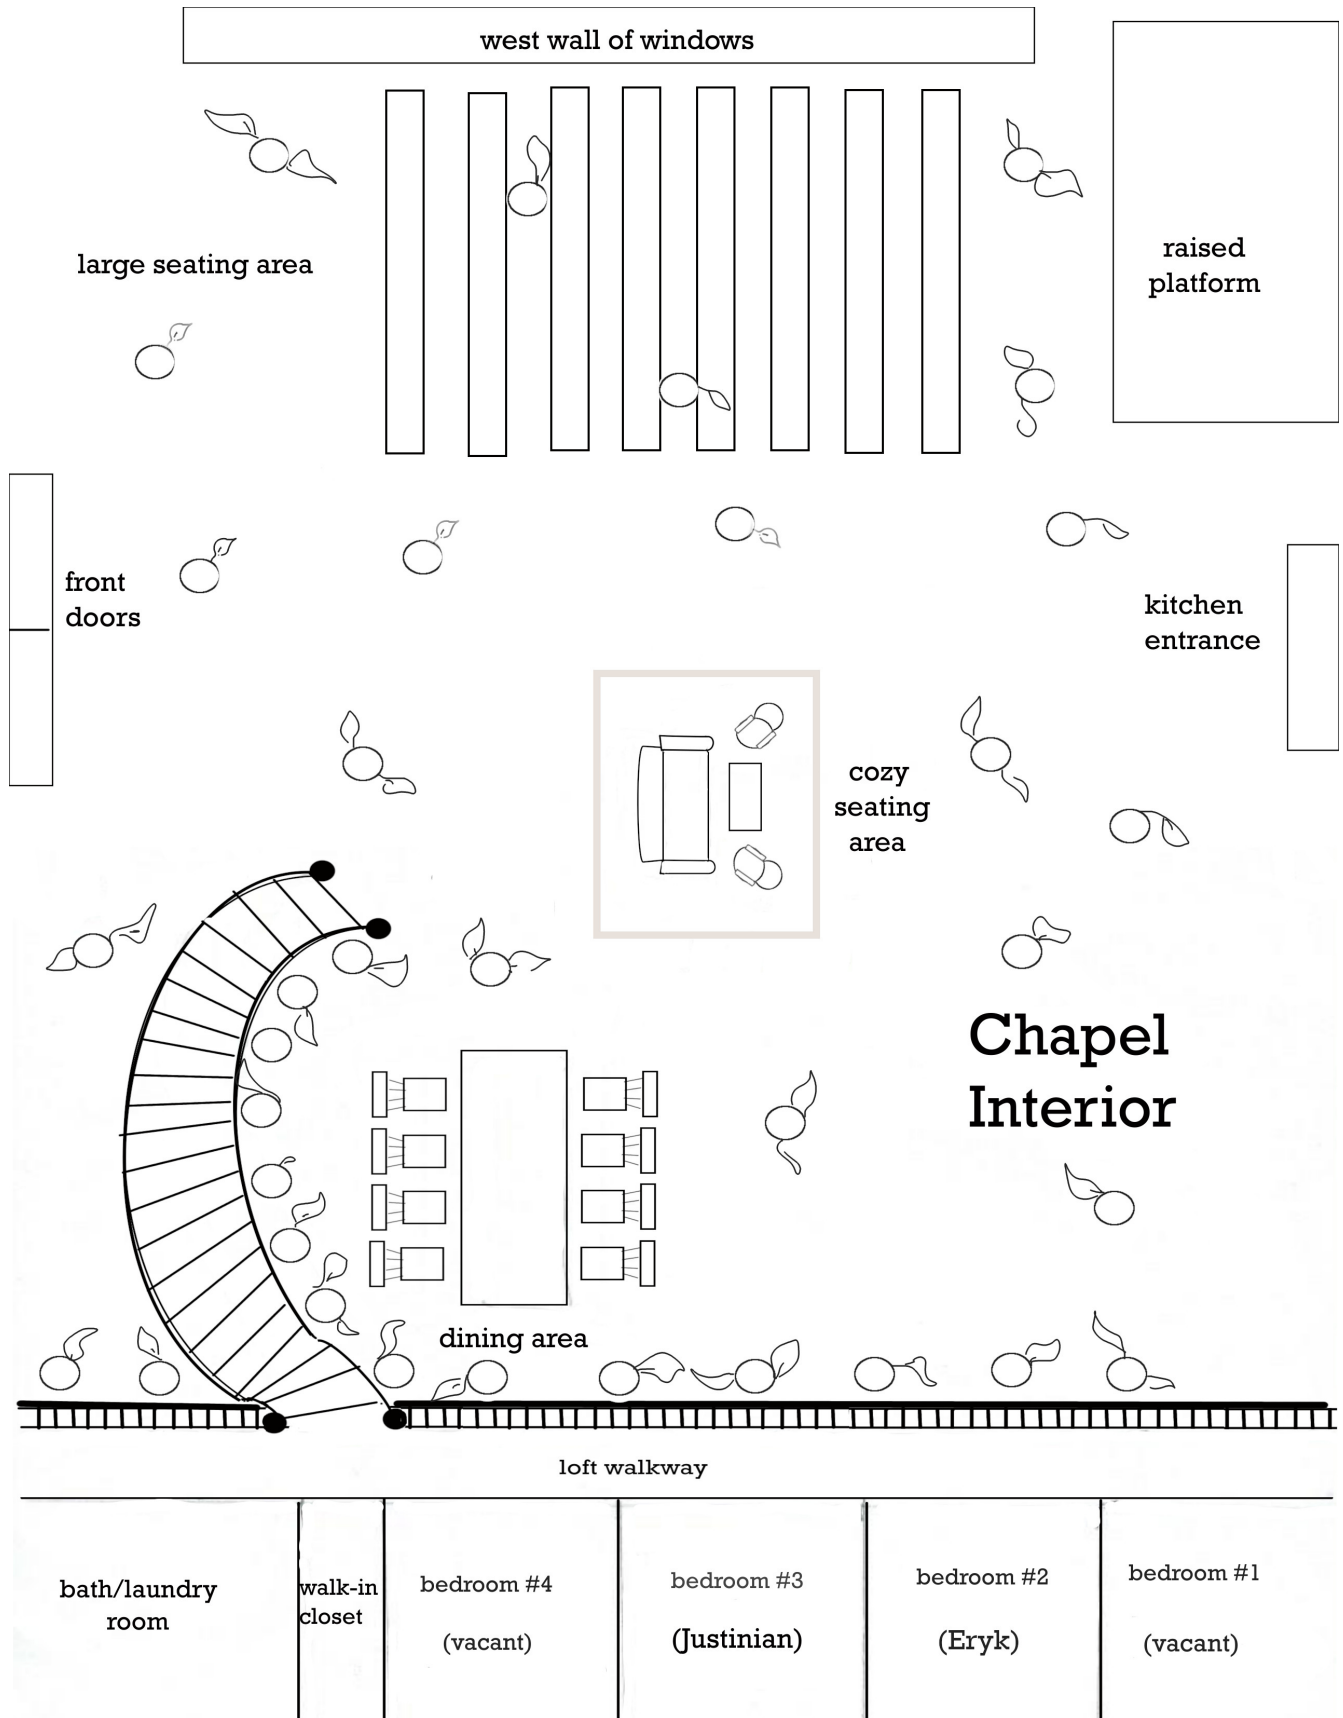 west wall of windows
large seating area
raised
platform
front
doors
kitchen
entrance
cozy
seating
area
Chapel
Interior
dining area
loft walkway
bath/laundry
room
walk-in
closet
bedroom #4
(vacant)
bedroom #3
(Justinian)
bedroom #2
(Eryk)
bedroom #1
(vacant)